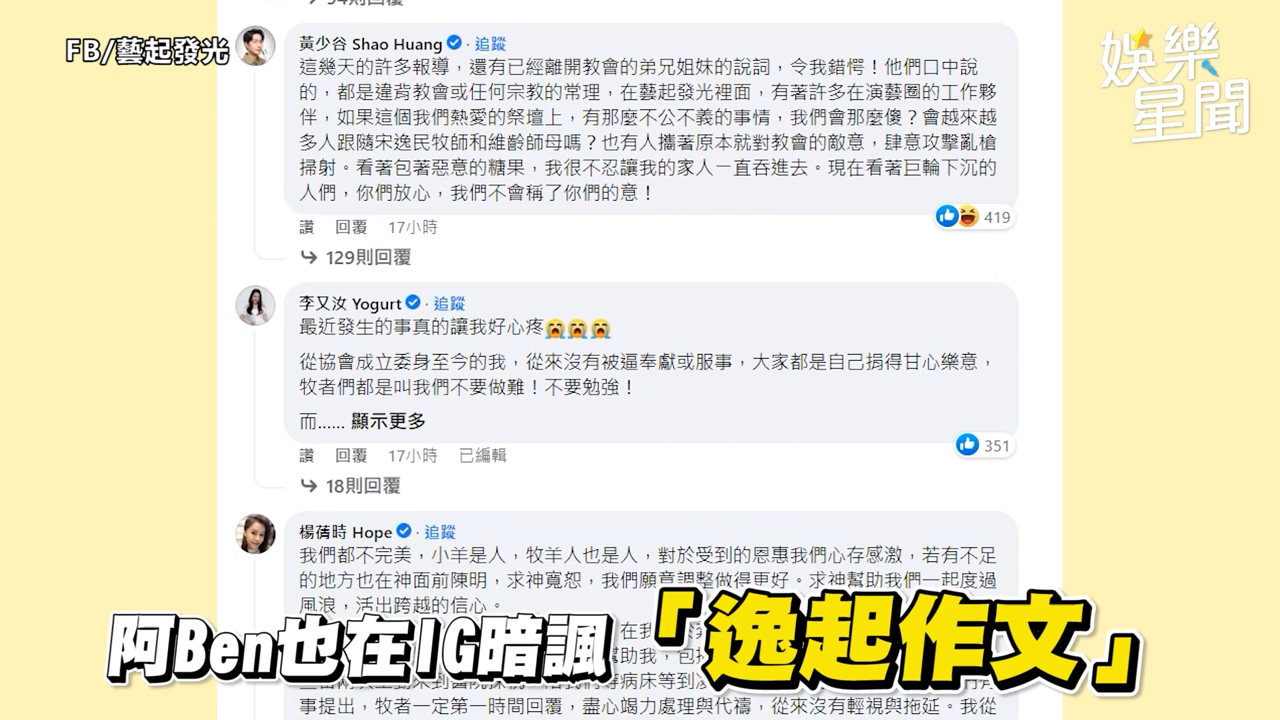 54則回覆
FB/藝起發光
娛樂
星聞
黃少谷 Shao Huang · 追蹤
這幾天的許多報導，還有已經離開教會的弟兄姐妹的說詞，令我錯愕！他們口中說
的，都是違背教會或任何宗教的常理，在藝起發光裡面，有著許多在演藝圈的工作夥
伴，如果這個我們熱愛的祭壇上，有那麼不公不義的事情，我們會那麼傻？會越來越
多人跟隨宋逸民牧師和維齡師母嗎？也有人攜著原本就對教會的敵意，肆意攻擊亂槍
掃射。看著包著惡意的糖果，我很不忍讓我的家人一直吞進去。現在看著巨輪下沉的
人們，你們放心，我們不會稱了你們的意！
419
讚 回覆 17小時
129則回覆
李又汝 Yogurt · 追蹤
最近發生的事真的讓我好心疼😭😭😭
從協會成立委身至今的我，從來沒有被逼奉獻或服事，大家都是自己捐得甘心樂意，
牧者們都是叫我們不要做難！不要勉強！
而...... 顯示更多
351
讚 回覆 17小時 已編輯
18則回覆
楊蒨時 Hope · 追蹤
我們都不完美，小羊是人，牧羊人也是人，對於受到的恩惠我們心存感激，若有不足
的地方也在神面前陳明，求神寬恕，我們願意調整做得更好。求神幫助我們一起度過
風浪，活出跨越的信心。
阿Ben也在IG暗諷「逸起作文」
事提出，牧者一定第一時間回覆，盡心竭力處理與代禱，從來沒有輕視與拖延。我從